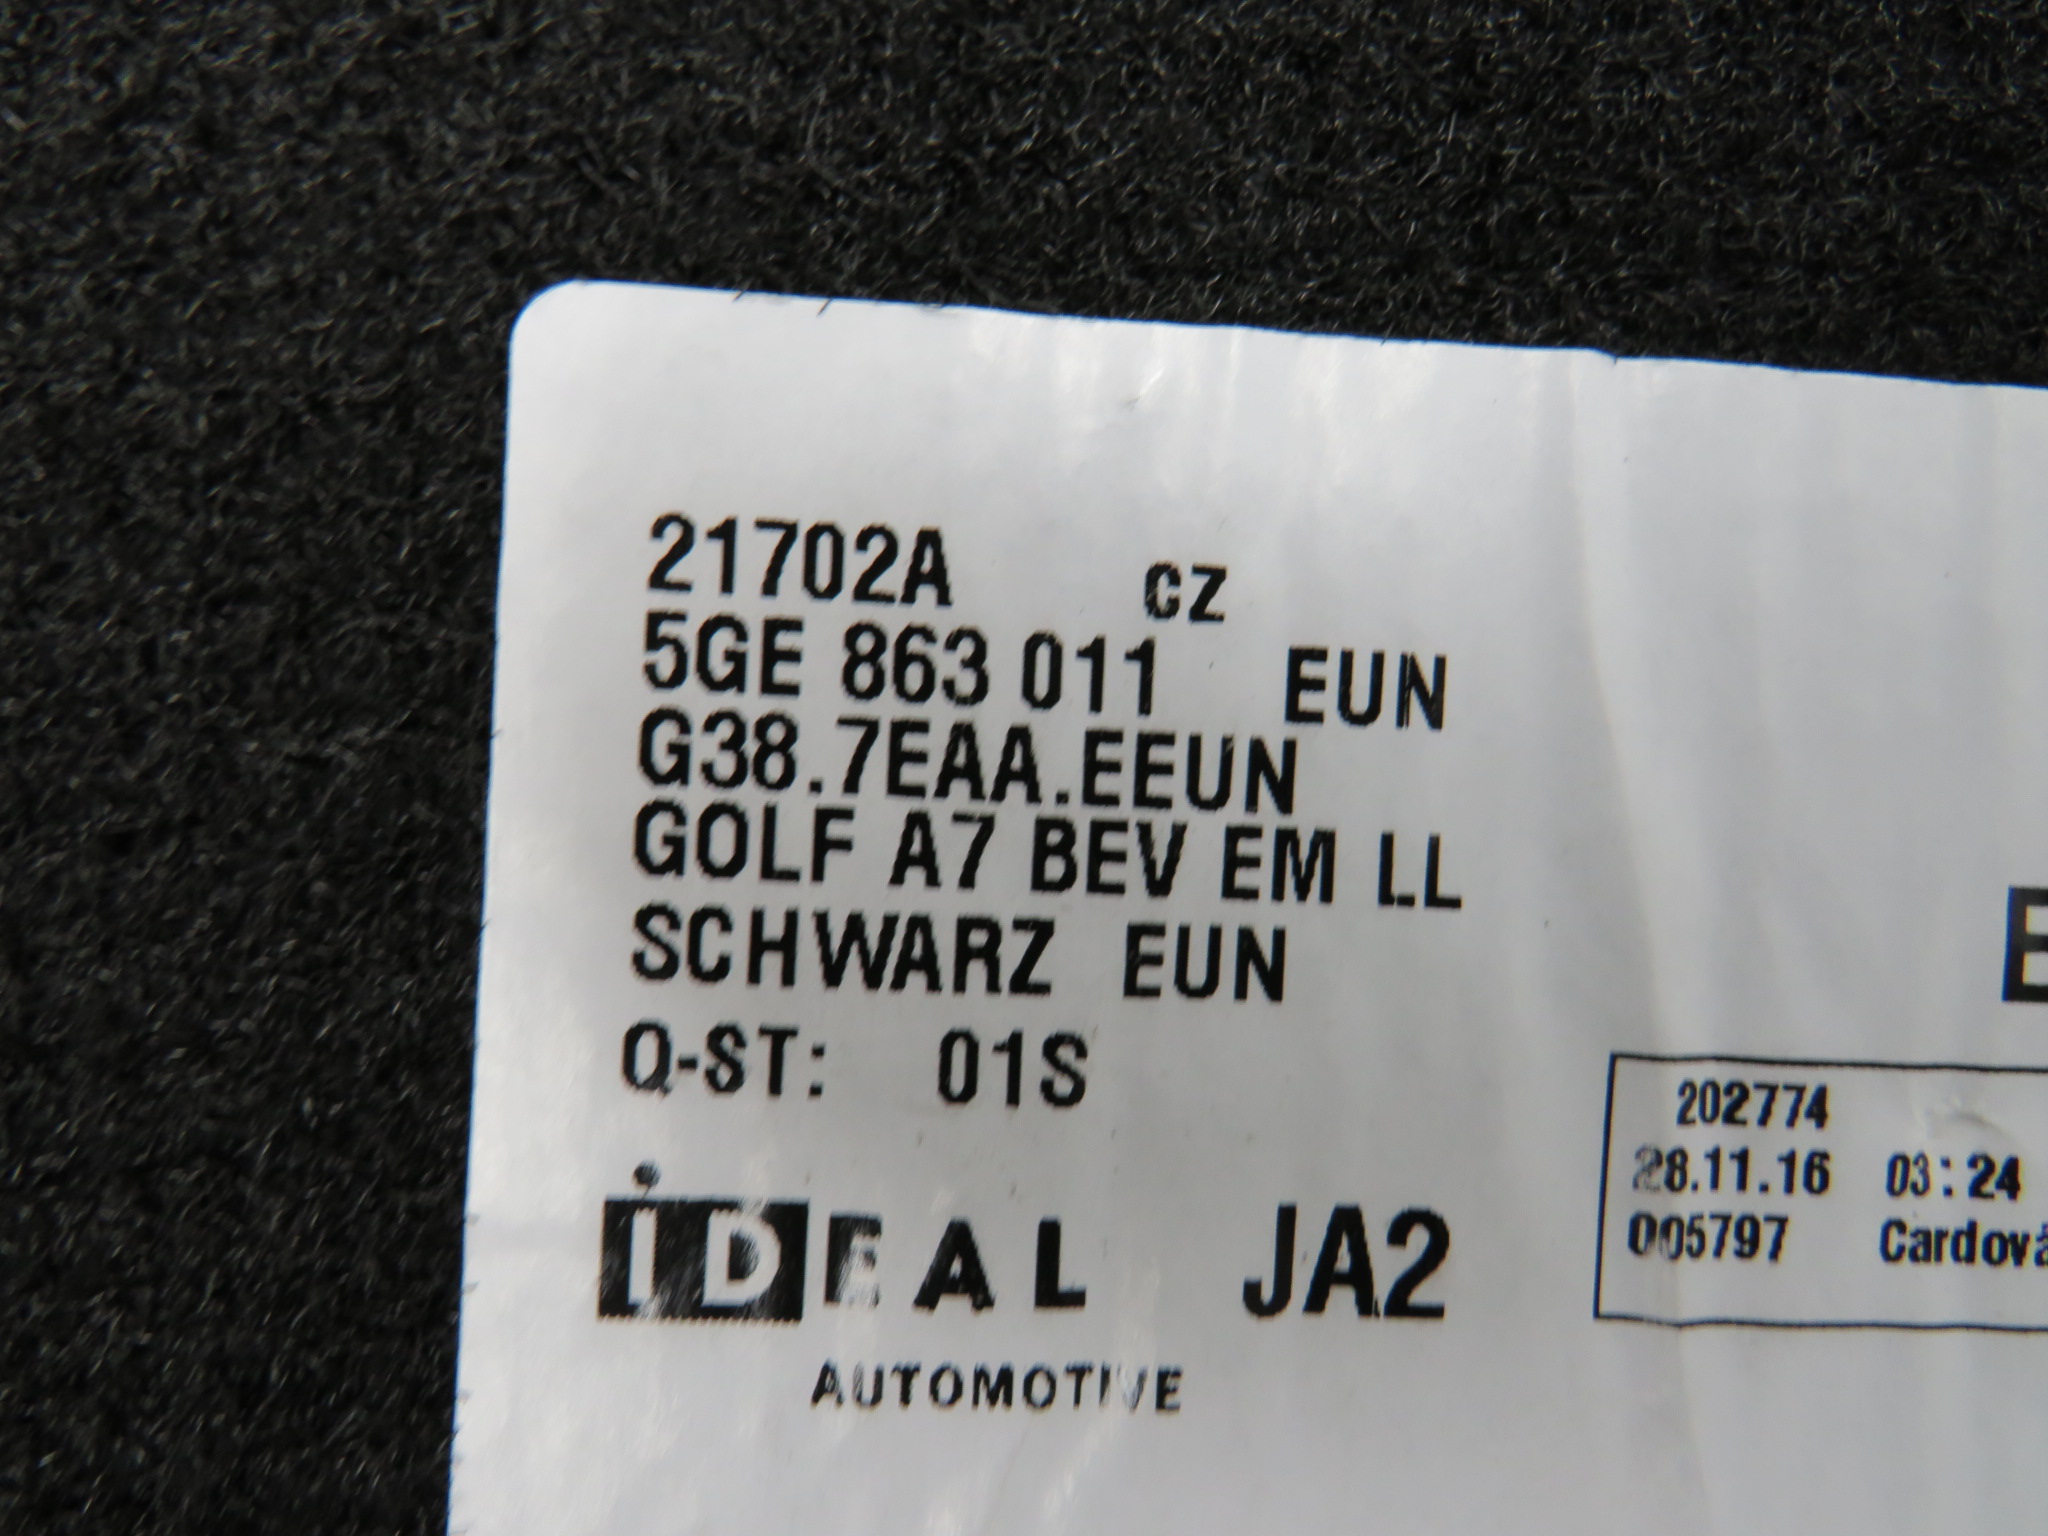 21702A CZ
5GE 863 011 EUN
G38.7EAA.EEUN
GOLF A7 BEV EM LL
SCHWARZ EUN
Q-ST: 01S
iDEAL JA2
AUTOMOTIVE
202774
28.11.16 03:24
005797